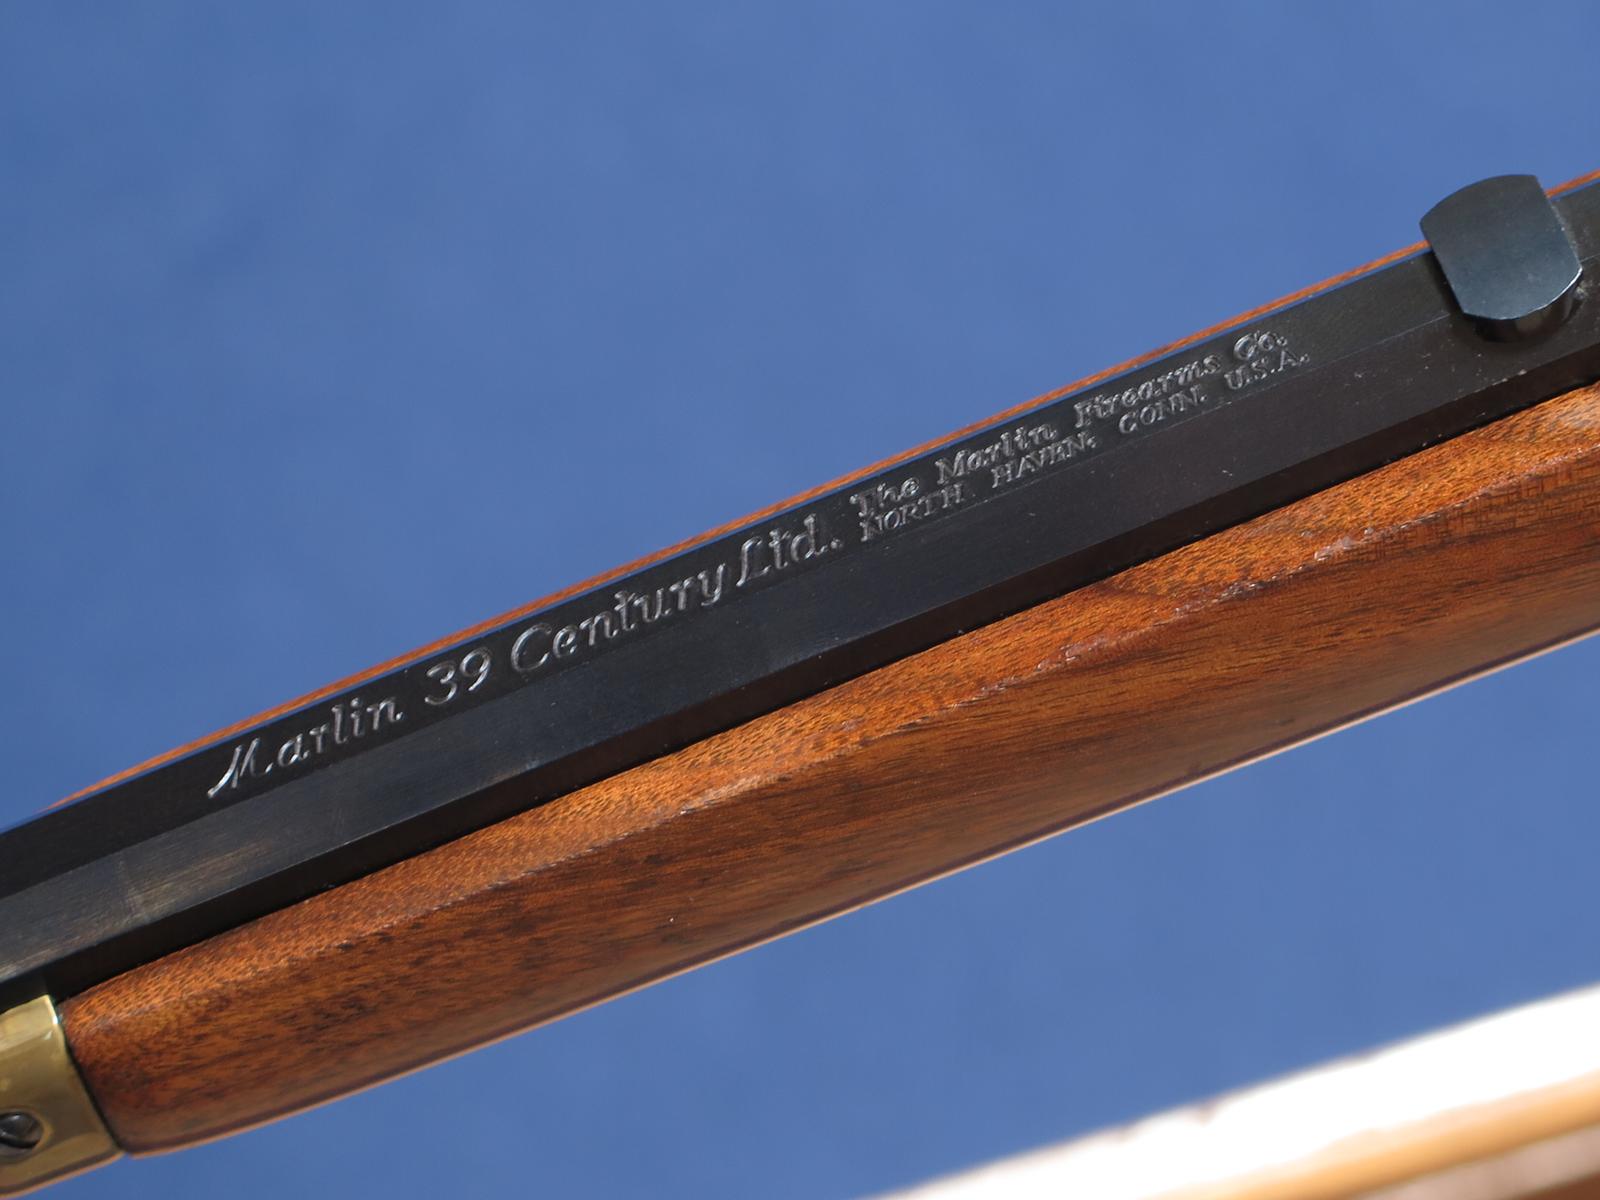 Marlin 39 Century Ltd.
The Marlin Firearms Co.
NORTH HAVEN, CONN. U.S.A.